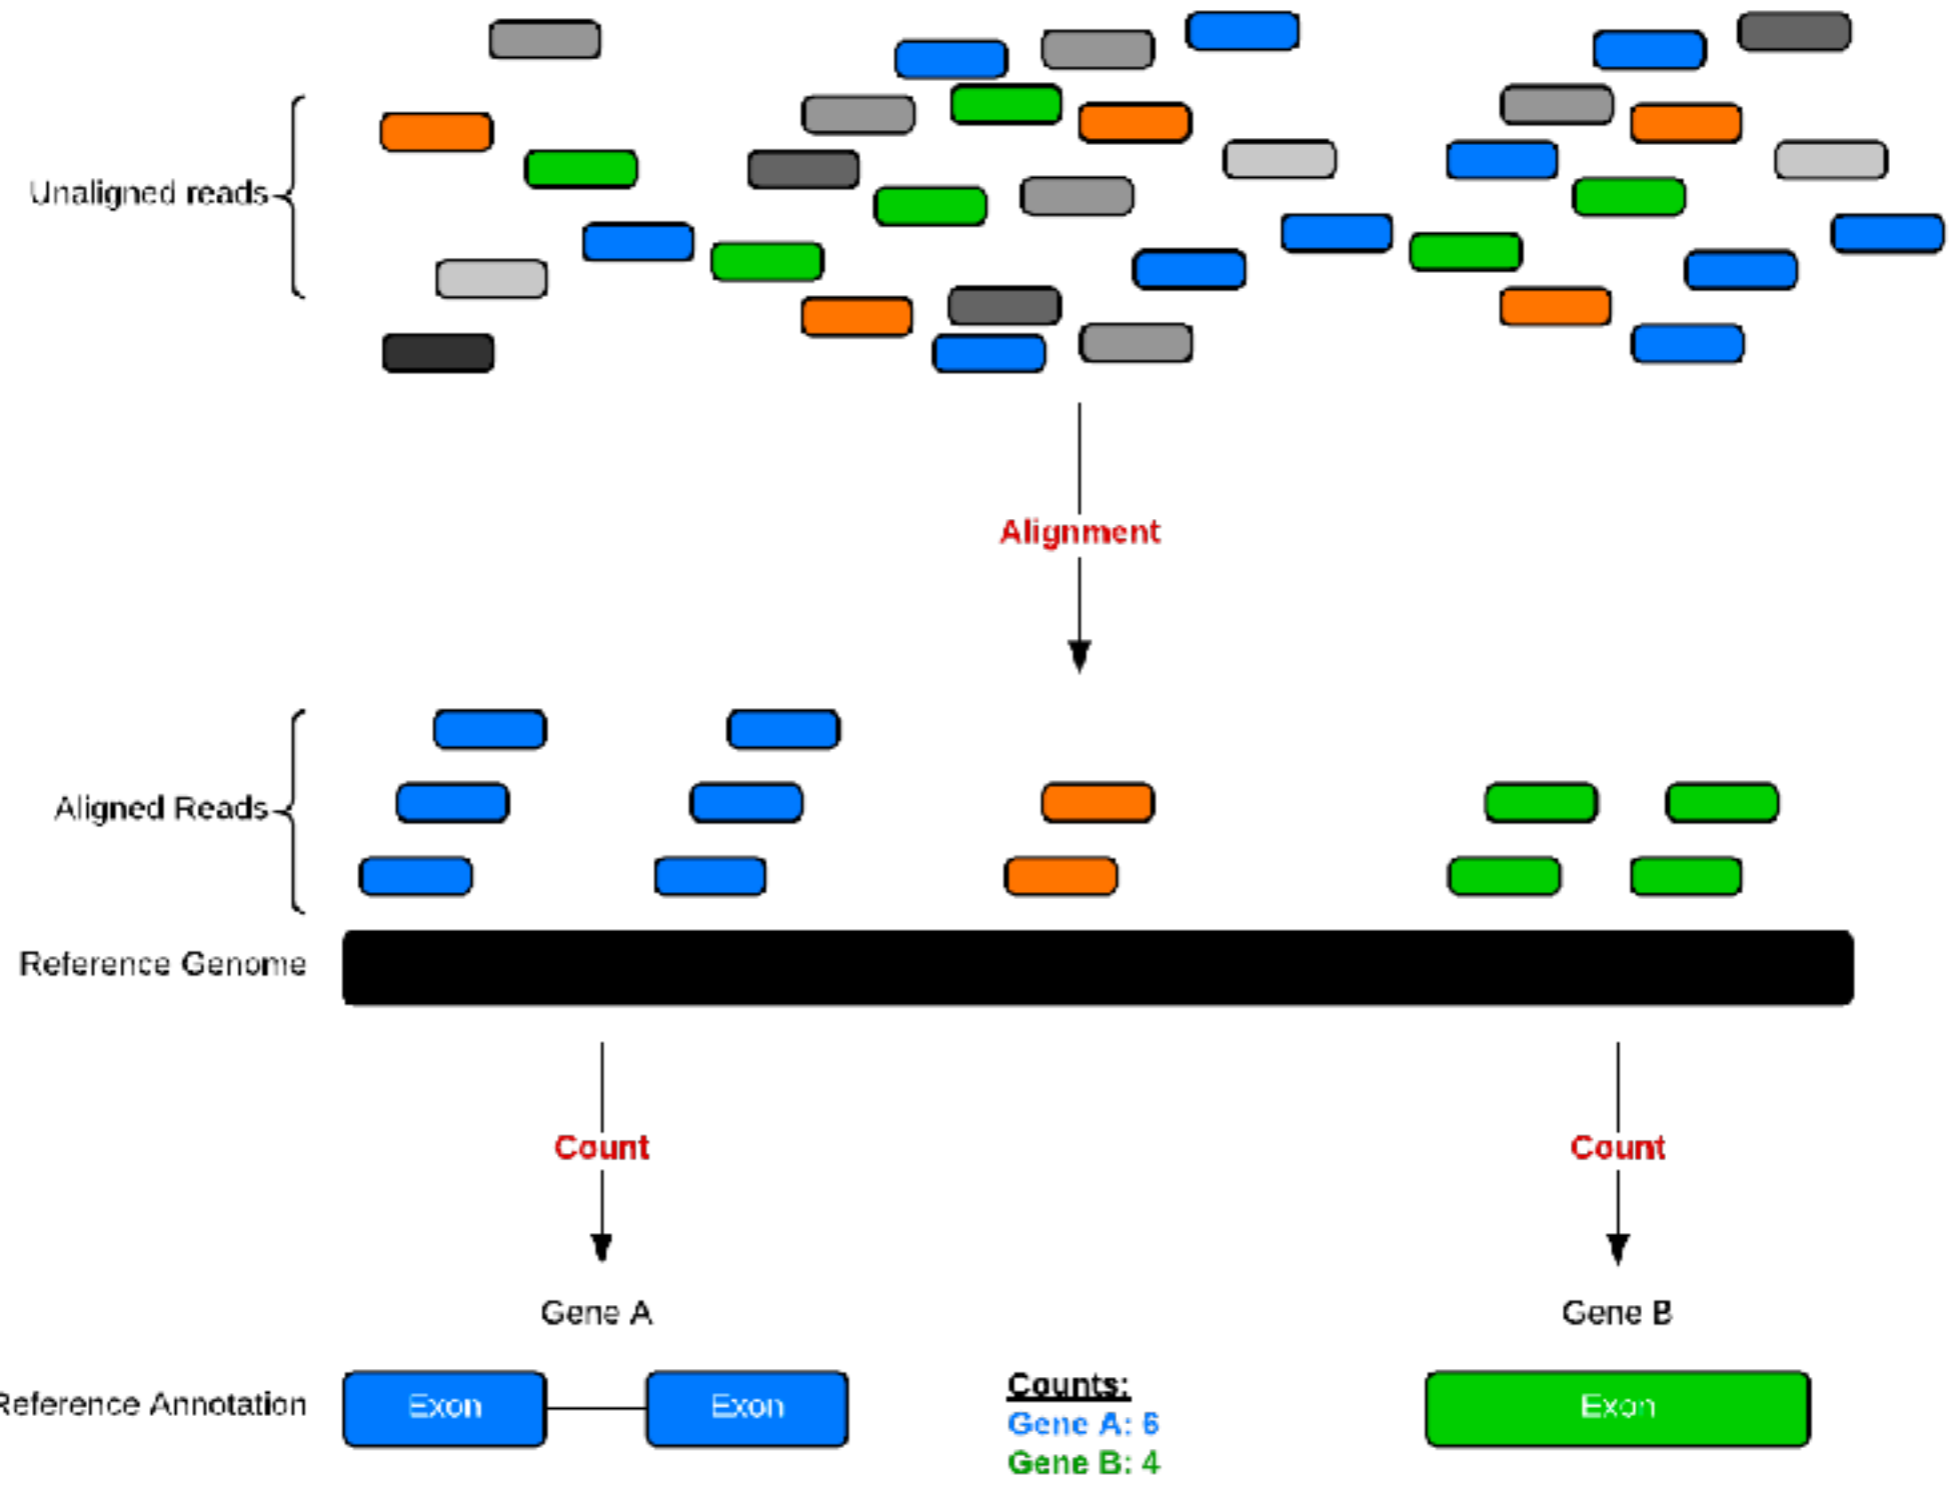 Unaligned reads
Alignment
Aligned Reads
Reference Genome
Count
Count
Gene A
Gene B
Reference Annotation
Exon
Exon
Exon
Counts:
Gene A: 6
Gene B: 4